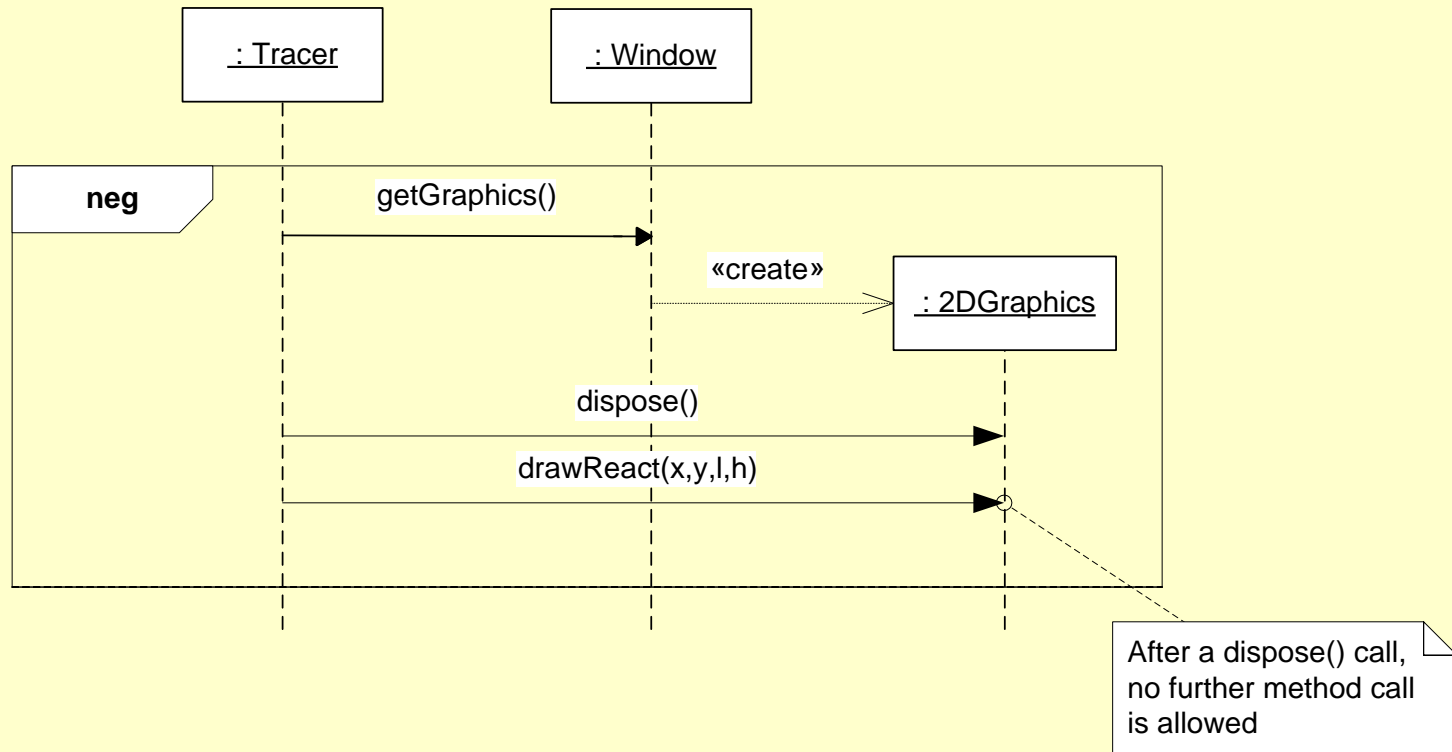 : Tracer
: Window
neg
getGraphics()
«create»
: 2DGraphics
dispose()
drawReact(x,y,l,h)
After a dispose() call,
no further method call
is allowed